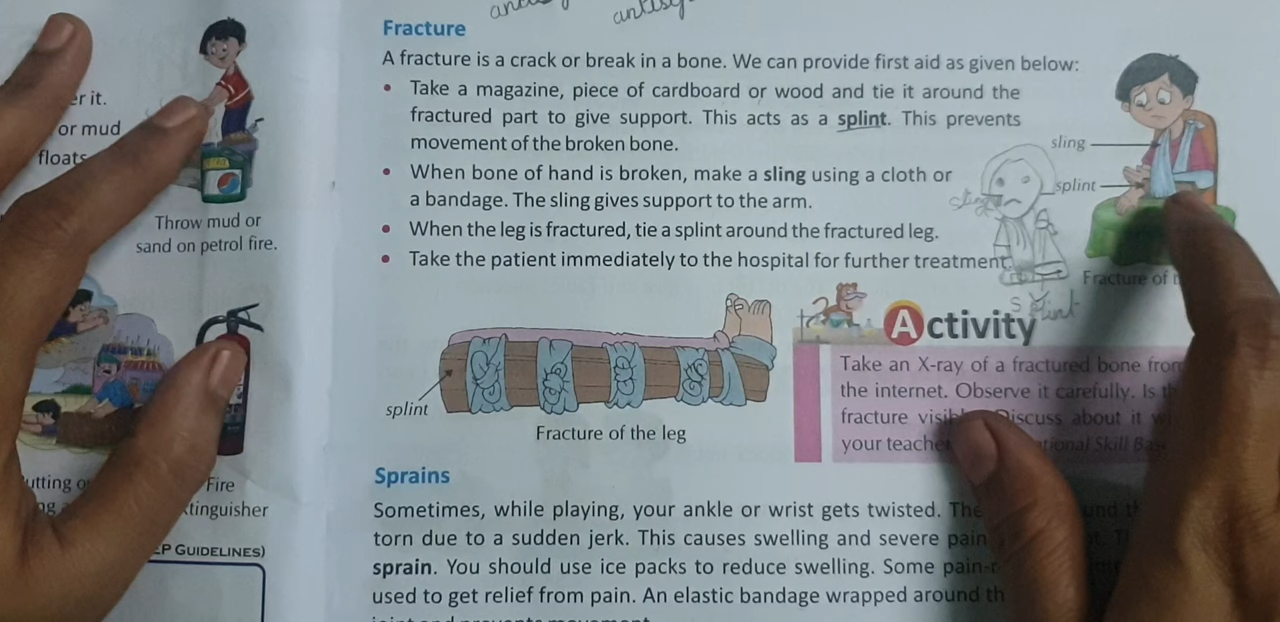 er it.
or mud
floats
Throw mud or
sand on petrol fire.
Fire
tinguisher
P GUIDELINES)
Fracture
A fracture is a crack or break in a bone. We can provide first aid as given below:
• Take a magazine, piece of cardboard or wood and tie it around the
fractured part to give support. This acts as a splint. This prevents
movement of the broken bone.
• When bone of hand is broken, make a sling using a cloth or
a bandage. The sling gives support to the arm.
• When the leg is fractured, tie a splint around the fractured leg.
• Take the patient immediately to the hospital for further treatment.
sling
splint
sling
splint
Fracture of
splint
Fracture of the leg
Activity
Take an X-ray of a fractured bone from
the internet. Observe it carefully. Is
fracture Discuss about it
your
Sprains
Sometimes, while playing, your ankle or wrist gets twisted. The
torn due to a sudden jerk. This causes swelling and severe pain
sprain. You should use ice packs to reduce swelling. Some pain-
used to get relief from pain. An elastic bandage wrapped around th